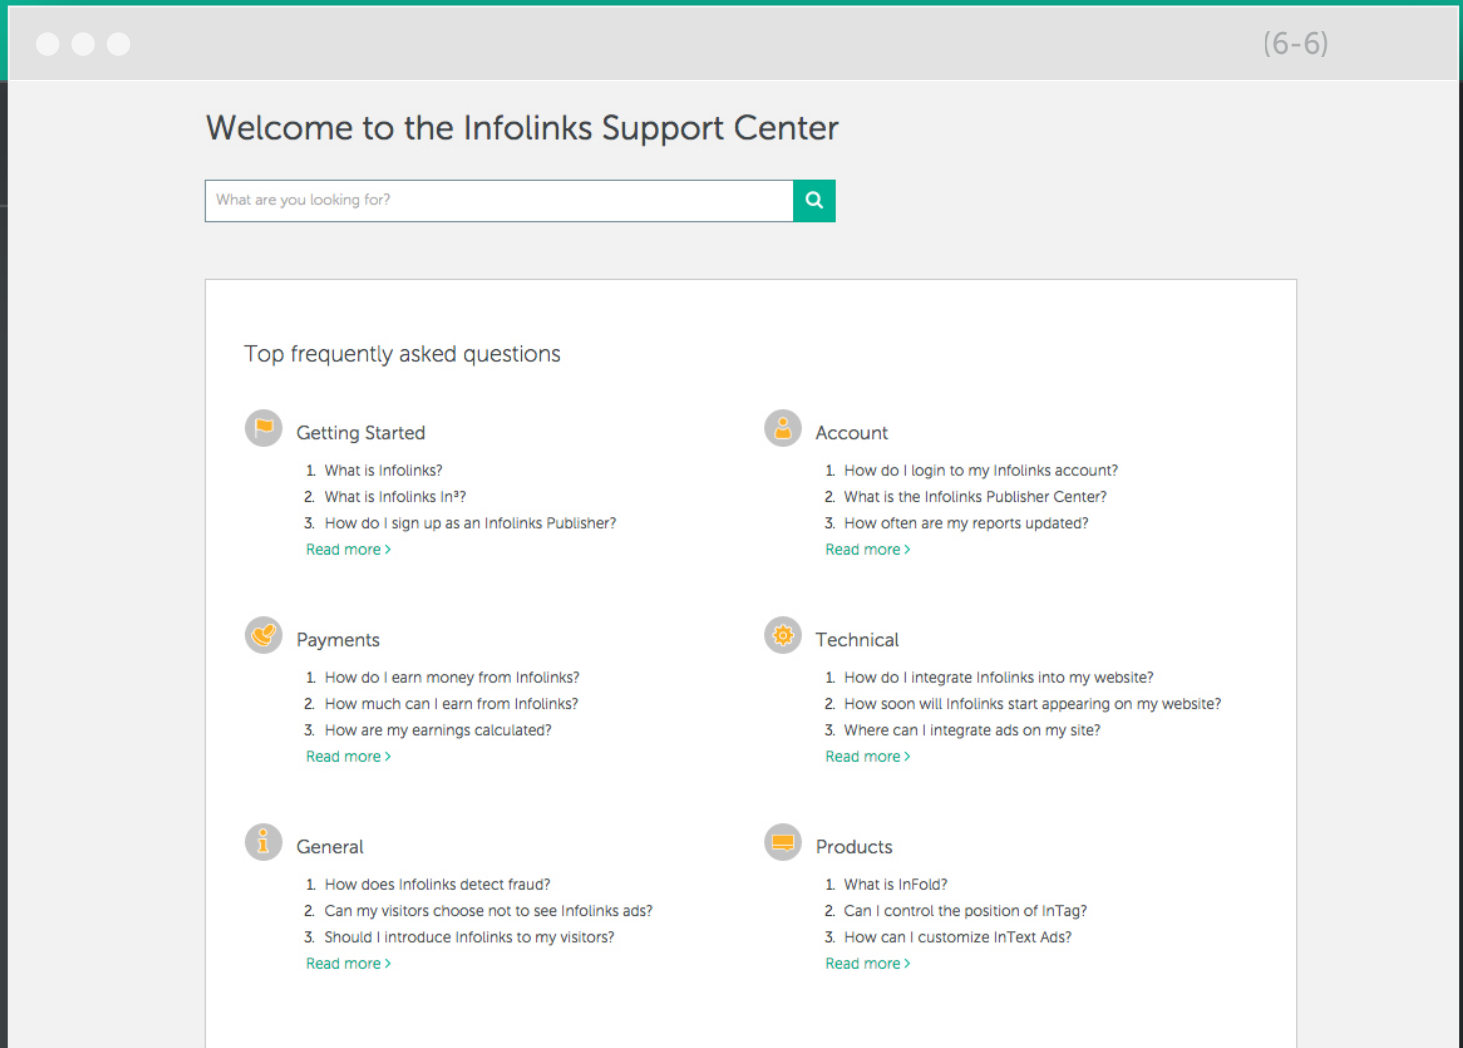 (6-6)
Welcome to the Infolinks Support Center
What are you looking for?
Top frequently asked questions
Getting Started
1. What is Infolinks?
2. What is Infolinks In³?
3. How do I sign up as an Infolinks Publisher?
Read more >
Account
1. How do I login to my Infolinks account?
2. What is the Infolinks Publisher Center?
3. How often are my reports updated?
Read more >
Payments
1. How do I earn money from Infolinks?
2. How much can I earn from Infolinks?
3. How are my earnings calculated?
Read more >
Technical
1. How do I integrate Infolinks into my website?
2. How soon will Infolinks start appearing on my website?
3. Where can I integrate ads on my site?
Read more >
General
1. How does Infolinks detect fraud?
2. Can my visitors choose not to see Infolinks ads?
3. Should I introduce Infolinks to my visitors?
Read more >
Products
1. What is InFold?
2. Can I control the position of InTag?
3. How can I customize InText Ads?
Read more >